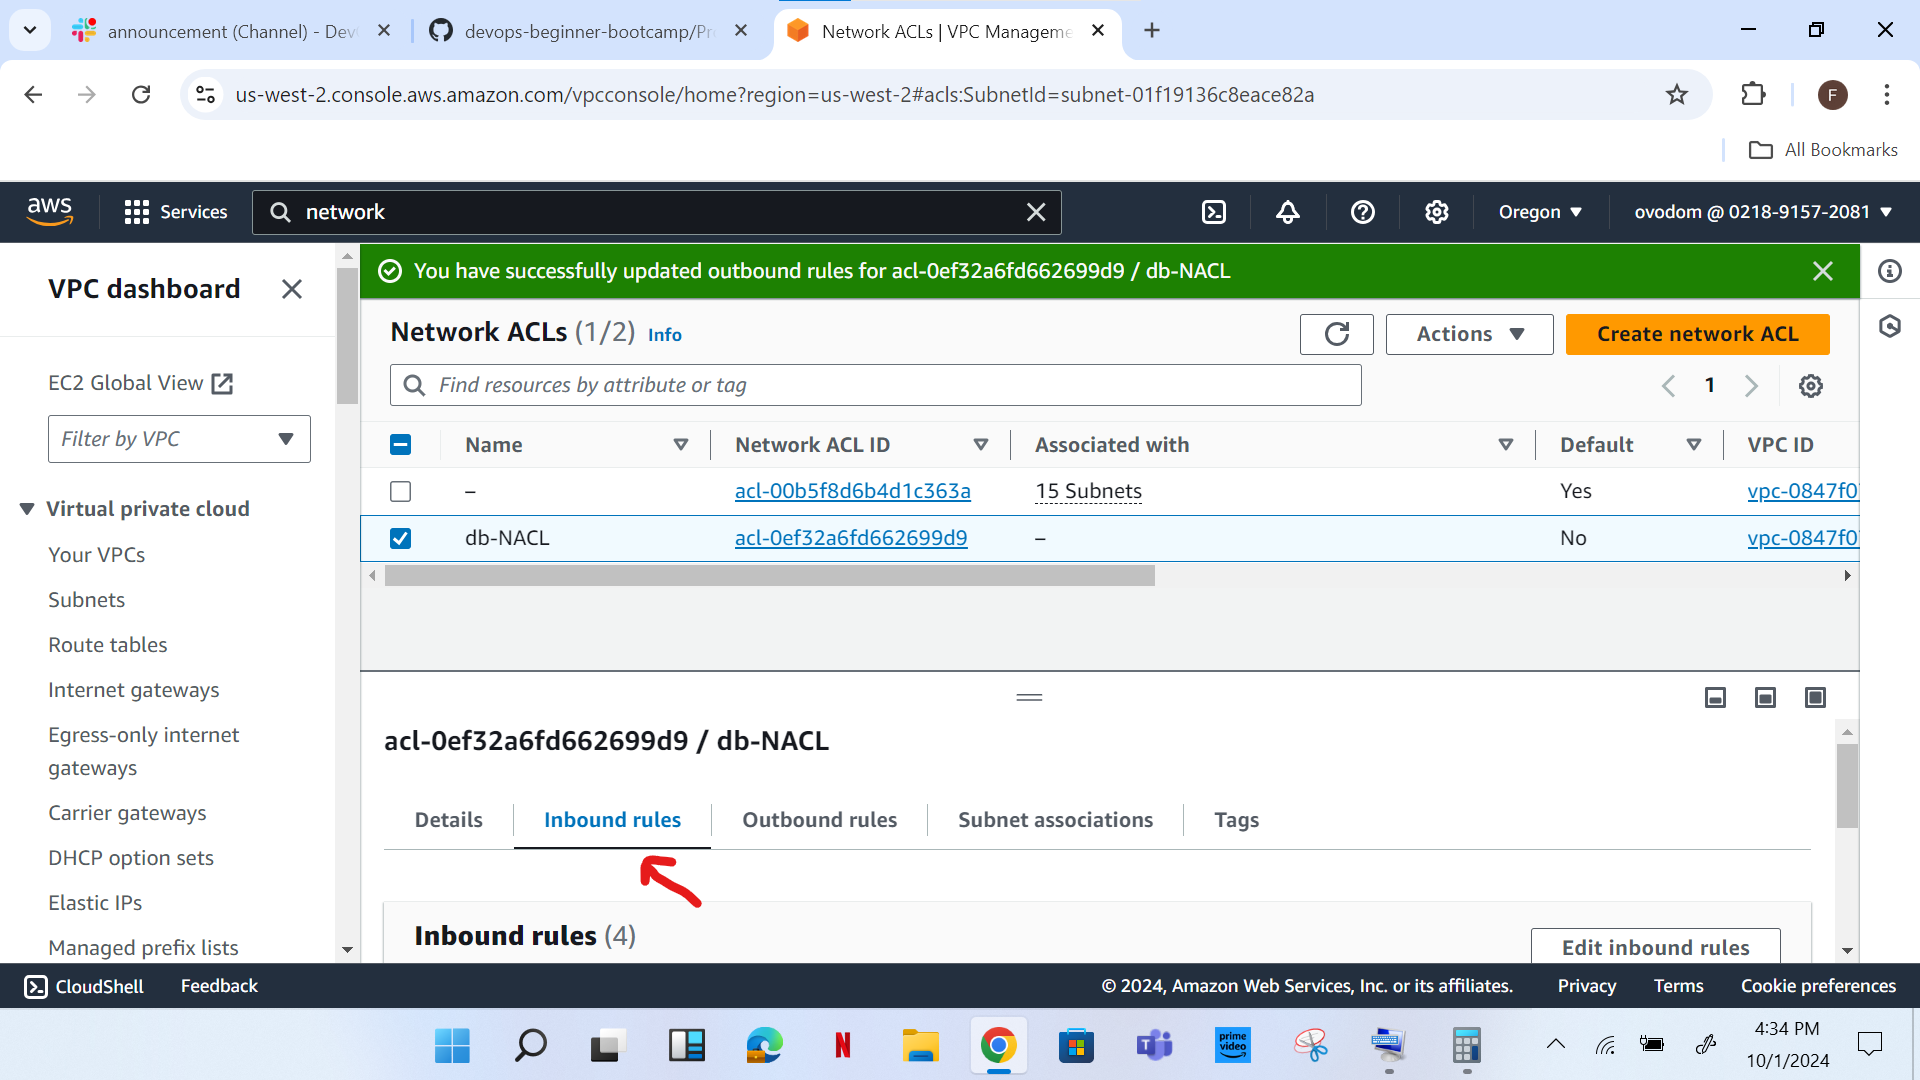 announcement (Channel) - Dev
devops-beginner-bootcamp/Pr
Network ACLs | VPC Manageme
us-west-2.console.aws.amazon.com/vpcconsole/home?region=us-west-2#acls:SubnetId=subnet-01f19136c8eace82a
F
All Bookmarks
aws
Services
network
Oregon
ovodom @ 0218-9157-2081
VPC dashboard
EC2 Global View
Filter by VPC
Virtual private cloud
Your VPCs
Subnets
Route tables
Internet gateways
Egress-only internet
gateways
Carrier gateways
DHCP option sets
Elastic IPs
Managed prefix lists
You have successfully updated outbound rules for acl-0ef32a6fd662699d9 / db-NACL
Network ACLs (1/2) Info
Actions
Create network ACL
Find resources by attribute or tag
1
Name Network ACL ID Associated with Default VPC ID
– acl-00b5f8d6b4d1c363a 15 Subnets Yes vpc-0847f0
db-NACL acl-0ef32a6fd662699d9 – No vpc-0847f0
acl-0ef32a6fd662699d9 / db-NACL
Details Inbound rules Outbound rules Subnet associations Tags
Inbound rules (4)
Edit inbound rules
CloudShell Feedback
© 2024, Amazon Web Services, Inc. or its affiliates. Privacy Terms Cookie preferences
N
T
prime
video
4:34 PM
10/1/2024